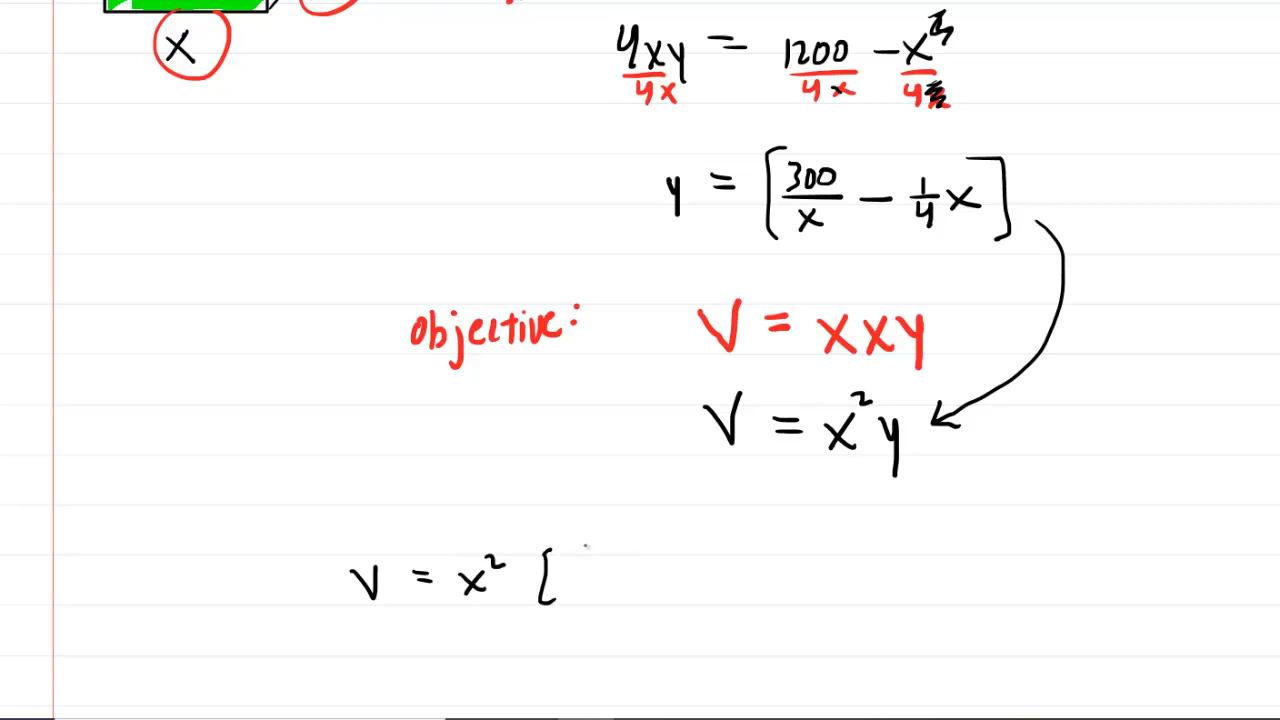 x
4xy = 1200 - x²
4x 4x 4x
y = [300/x - 1/4 x]
objective: V = xxy
V = x²y
V = x² [